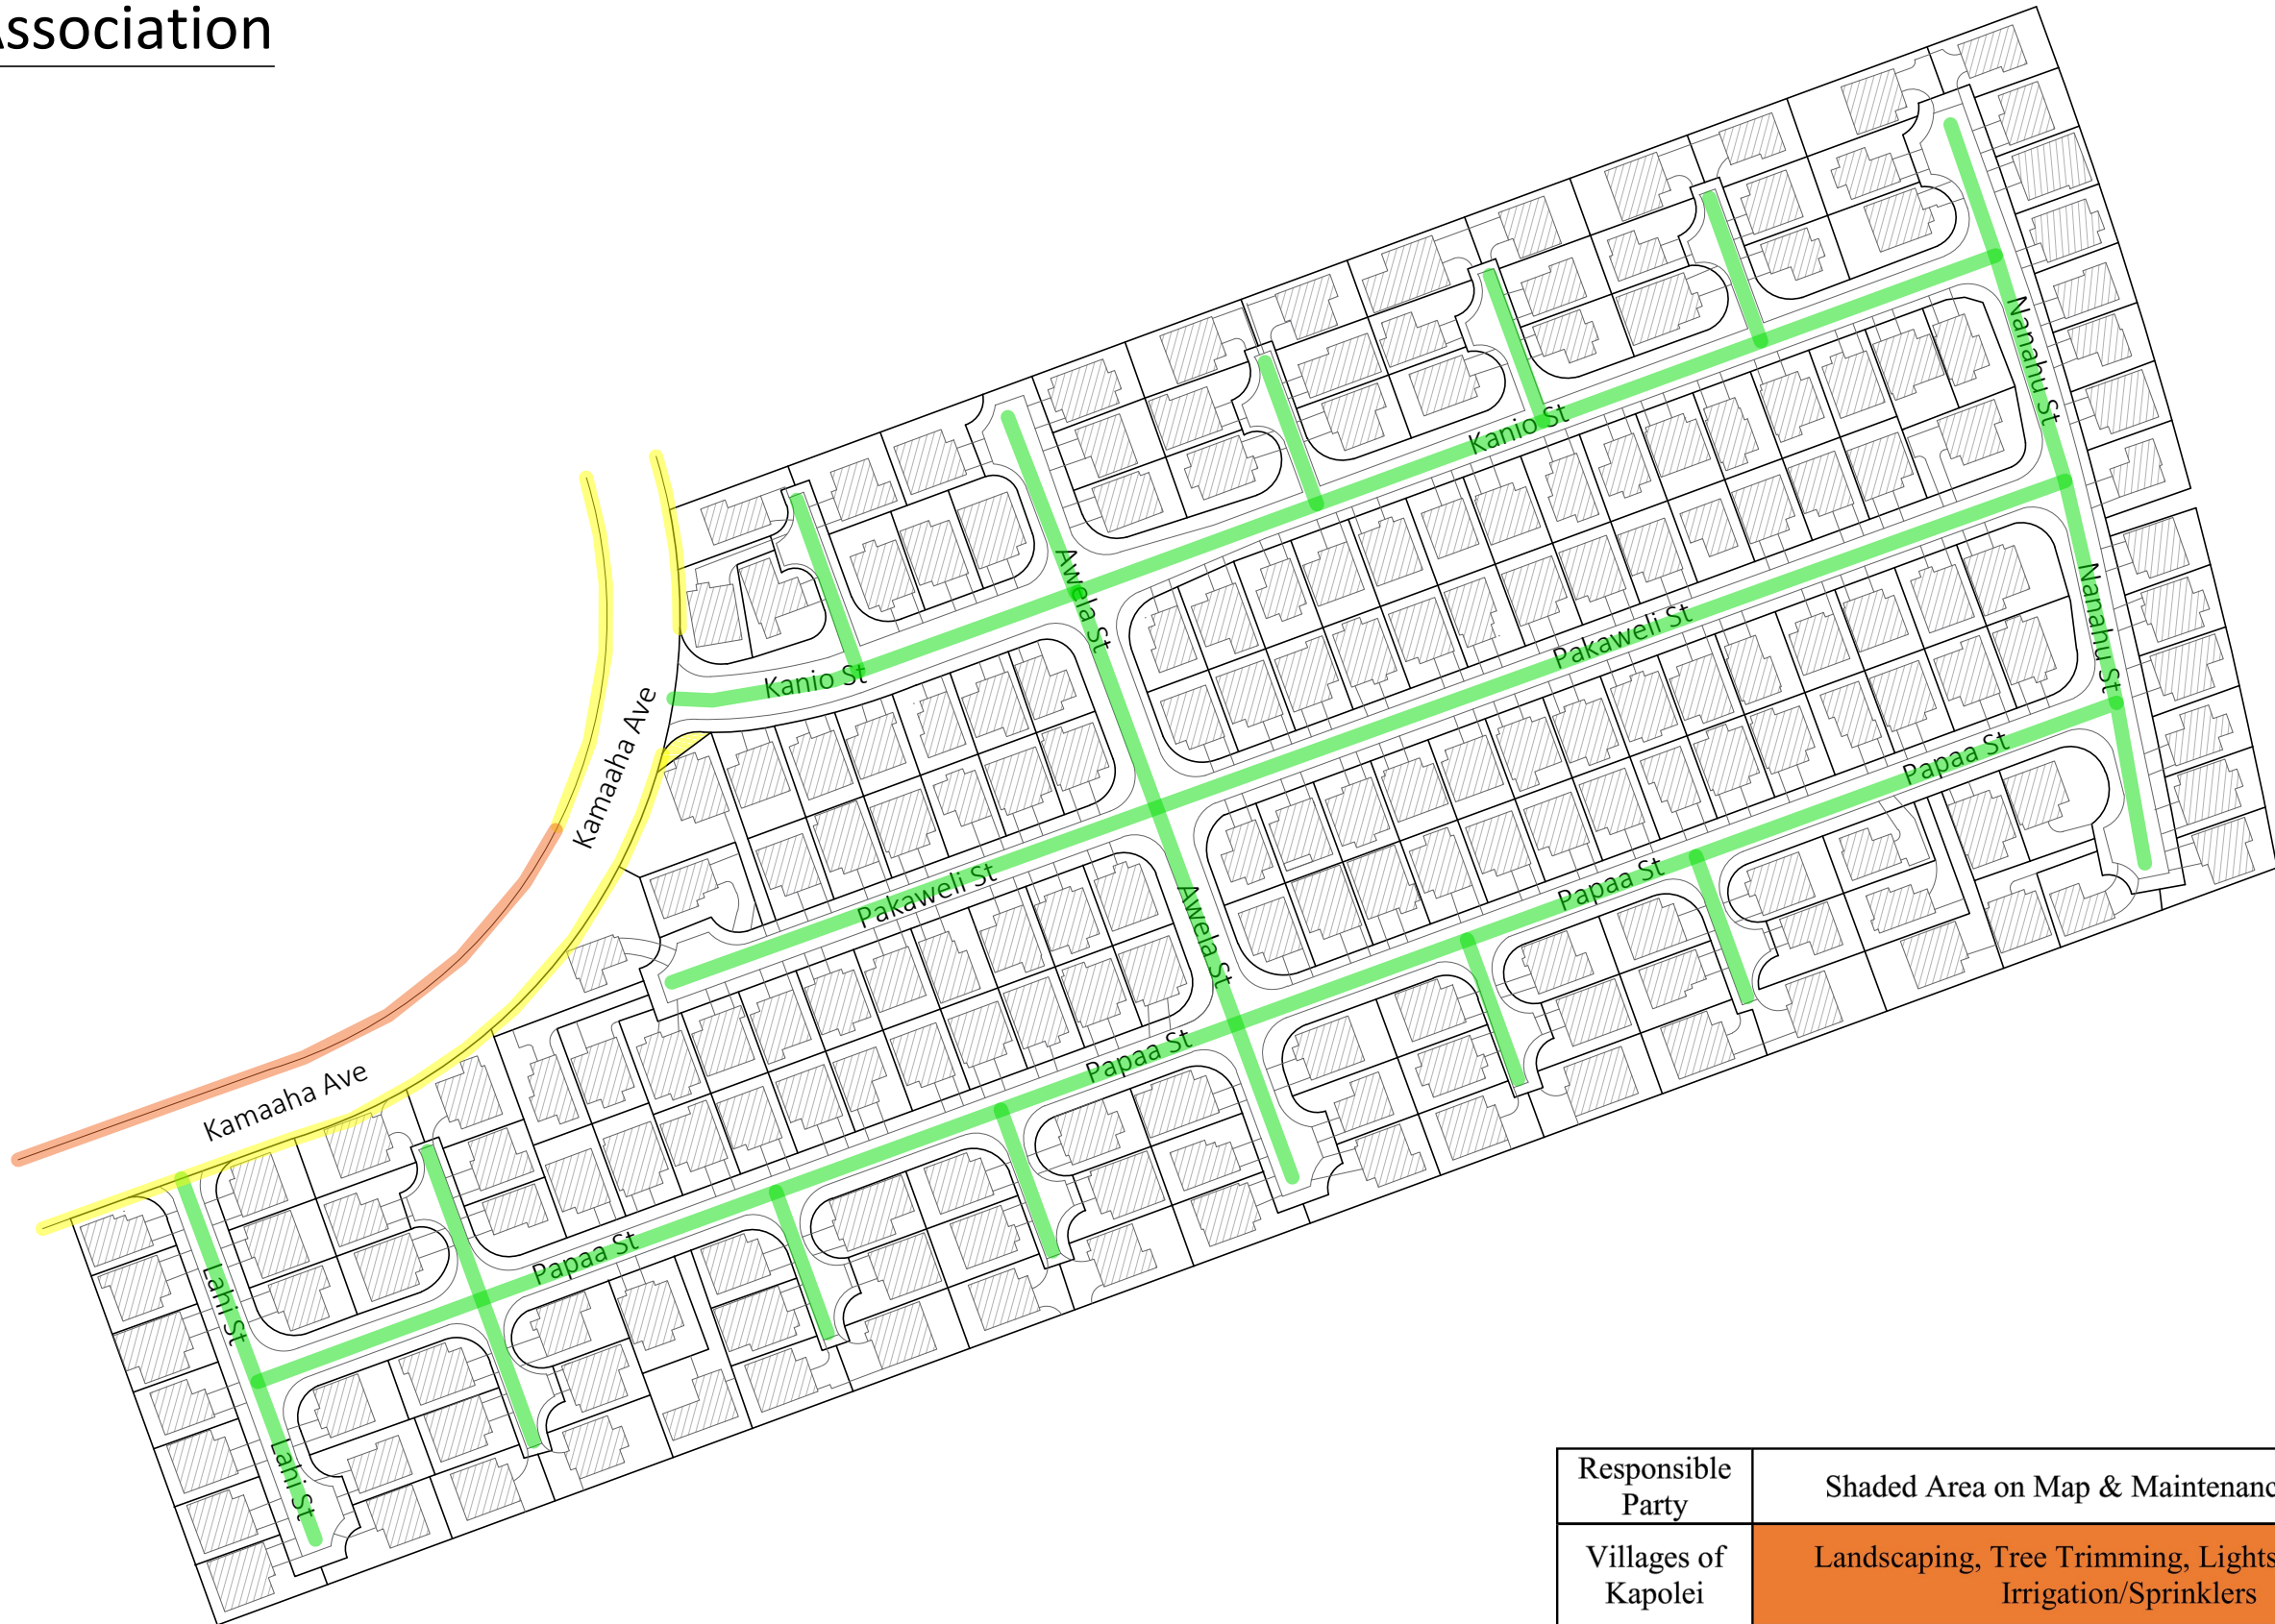 ssociation
Nanahu St
Kanio St
Awela St
Nanahu St
Pakaweli St
Kanio St
Kamaaha Ave
Papaa St
Pakaweli St
Papaa St
Awela St
Papaa St
Kamaaha Ave
Papaa St
Lahi St
Lahi St
Responsible
Party
Shaded Area on Map & Maintenanc
Villages of
Kapolei
Landscaping, Tree Trimming, Lights
Irrigation/Sprinklers